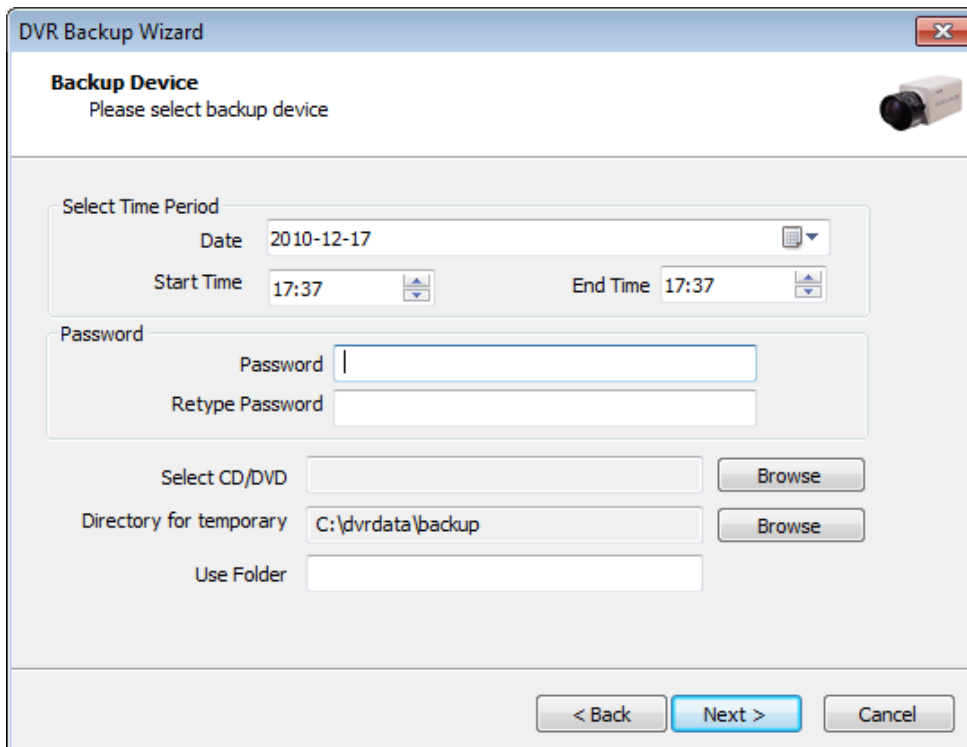 DVR Backup Wizard
Backup Device
Please select backup device
Select Time Period
Date 2010-12-17
Start Time 17:37 End Time 17:37
Password
Password
Retype Password
Select CD/DVD Browse
Directory for temporary C:\dvrdata\backup Browse
Use Folder
< Back Next > Cancel